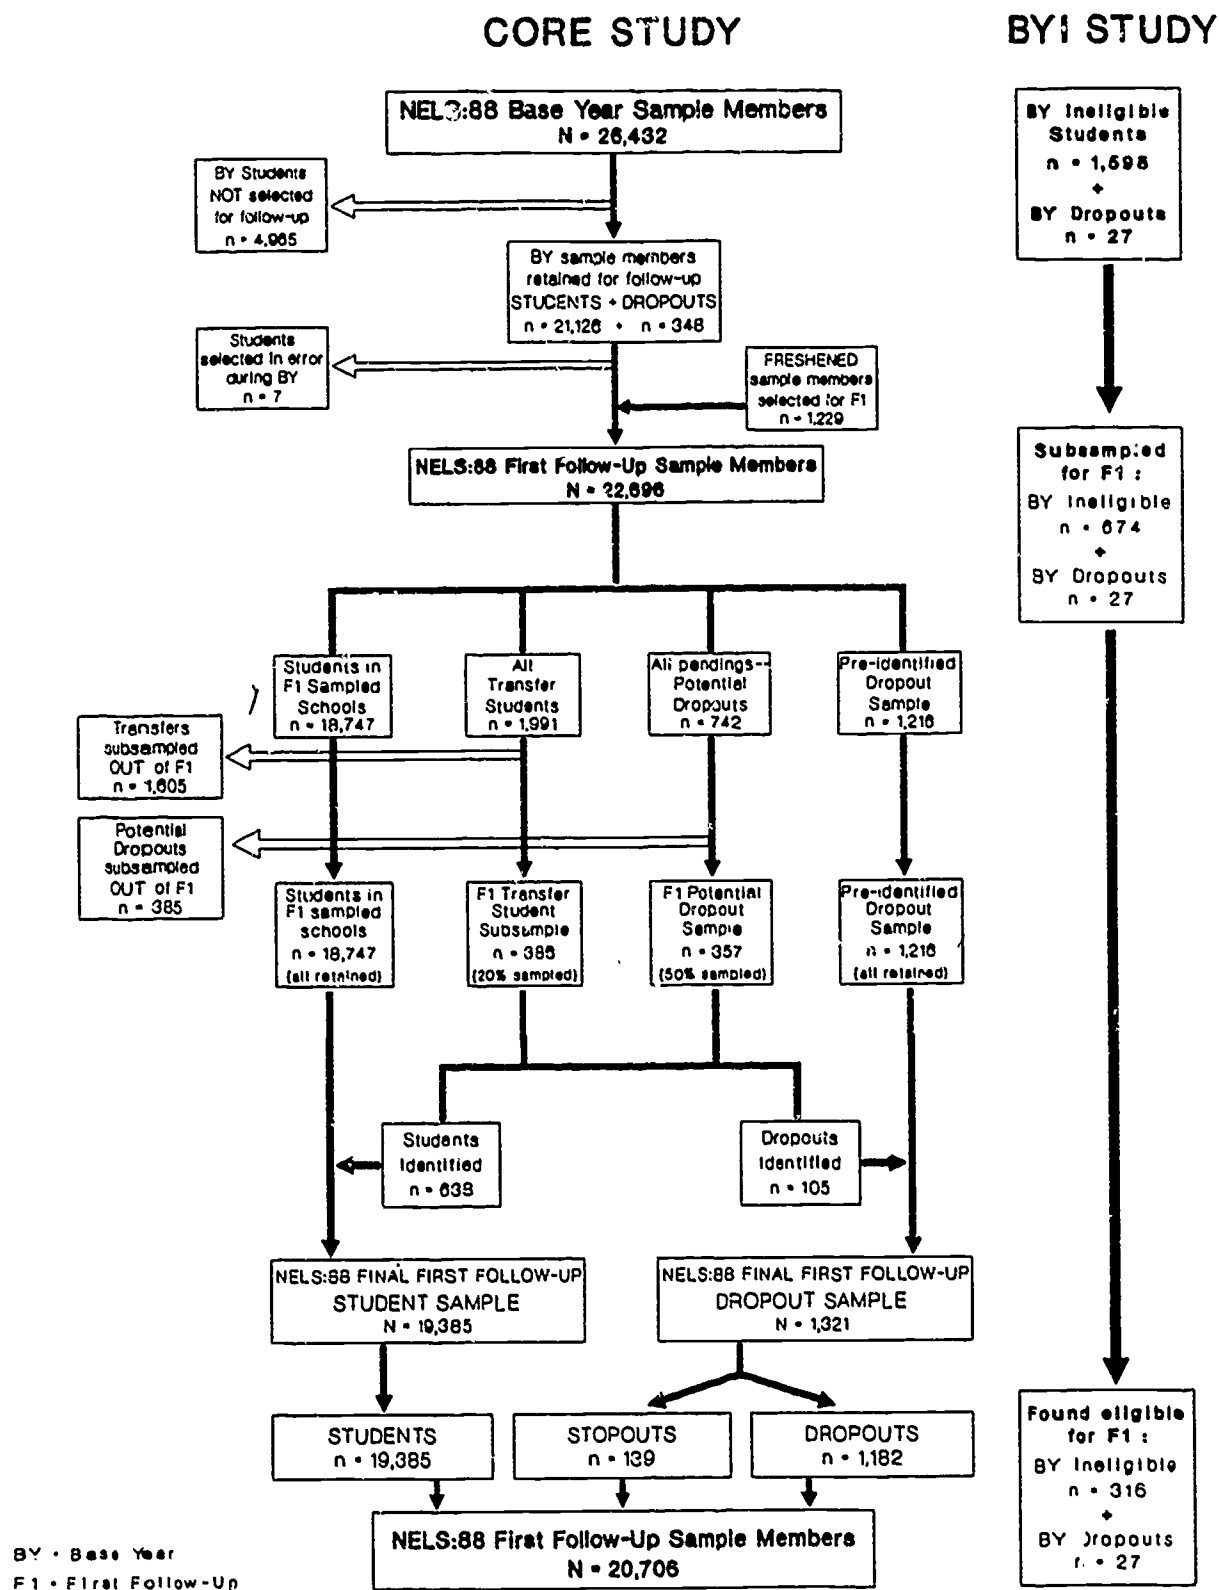 CORE STUDY
BYI STUDY
NELS:88 Base Year Sample Members
N = 26,432
BY Students
NOT selected
for follow-up
n = 4,965
BY sample members
retained for follow-up
STUDENTS + DROPOUTS
n = 21,126 + n = 348
Students
selected in error
during BY
n = 7
FRESHENED
sample members
selected for F1
n = 1,229
NELS:88 First Follow-Up Sample Members
N = 22,696
Students in
F1 Sampled
Schools
n = 18,747
All
Transfer
Students
n = 1,991
All pendings--
Potential
Dropouts
n = 742
Pre-identified
Dropout
Sample
n = 1,216
Transfers
subsampled
OUT of F1
n = 1,605
Potential
Dropouts
subsampled
OUT of F1
n = 385
Students in
F1 sampled
schools
n = 18,747
(all retained)
F1 Transfer
Student
Subsample
n = 386
(20% sampled)
F1 Potential
Dropout
Sample
n = 357
(50% sampled)
Pre-identified
Dropout
Sample
n = 1,216
(all retained)
Students
Identified
n = 638
Dropouts
Identified
n = 105
NELS:88 FINAL FIRST FOLLOW-UP
STUDENT SAMPLE
N = 19,385
NELS:88 FINAL FIRST FOLLOW-UP
DROPOUT SAMPLE
N = 1,321
STUDENTS
n = 19,385
STOPOUTS
n = 139
DROPOUTS
n = 1,182
NELS:88 First Follow-Up Sample Members
N = 20,706
BY Ineligible
Students
n = 1,598
+
BY Dropouts
n = 27
Subsampled
for F1 :
BY Ineligible
n = 674
+
BY Dropouts
n = 27
Found eligible
for F1 :
BY Ineligible
n = 316
+
BY Dropouts
n = 27
BY = Base Year
F1 = First Follow-Up